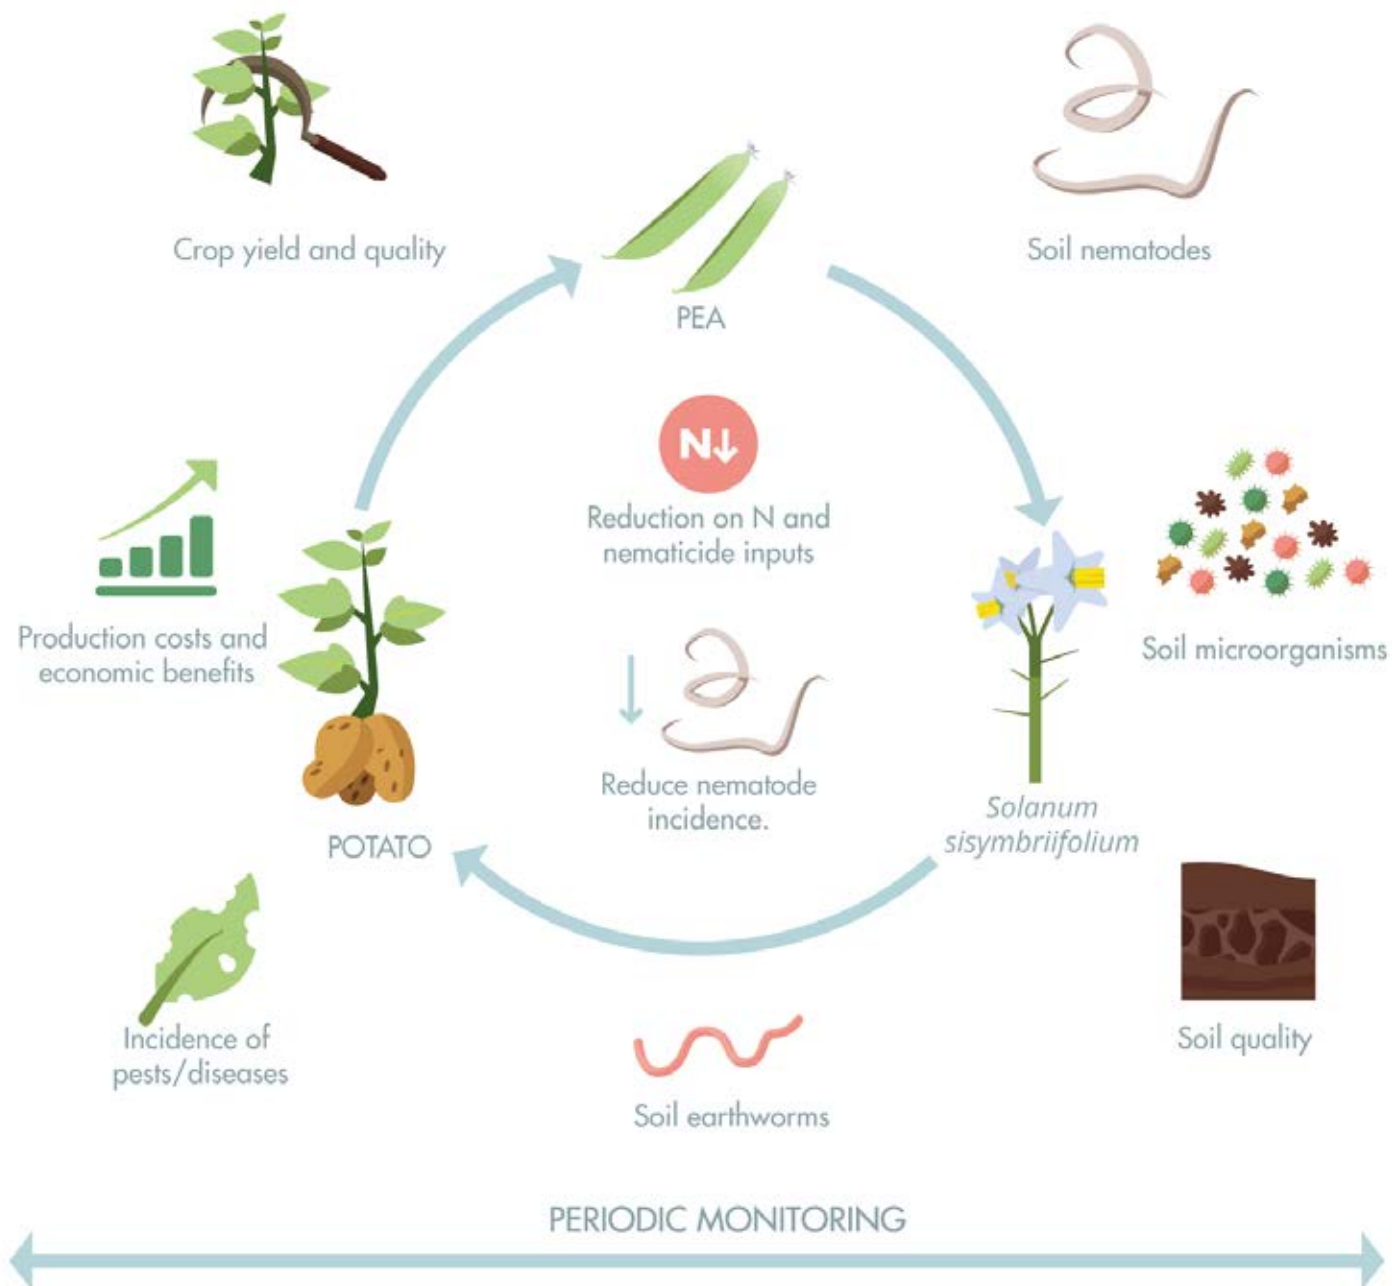 Crop yield and quality
Soil nematodes
PEA
N↓
Reduction on N and
nematicide inputs
Production costs and
economic benefits
Soil microorganisms
Reduce nematode
incidence.
POTATO
Solanum
sisymbriifolium
Incidence of
pests/diseases
Soil quality
Soil earthworms
PERIODIC MONITORING